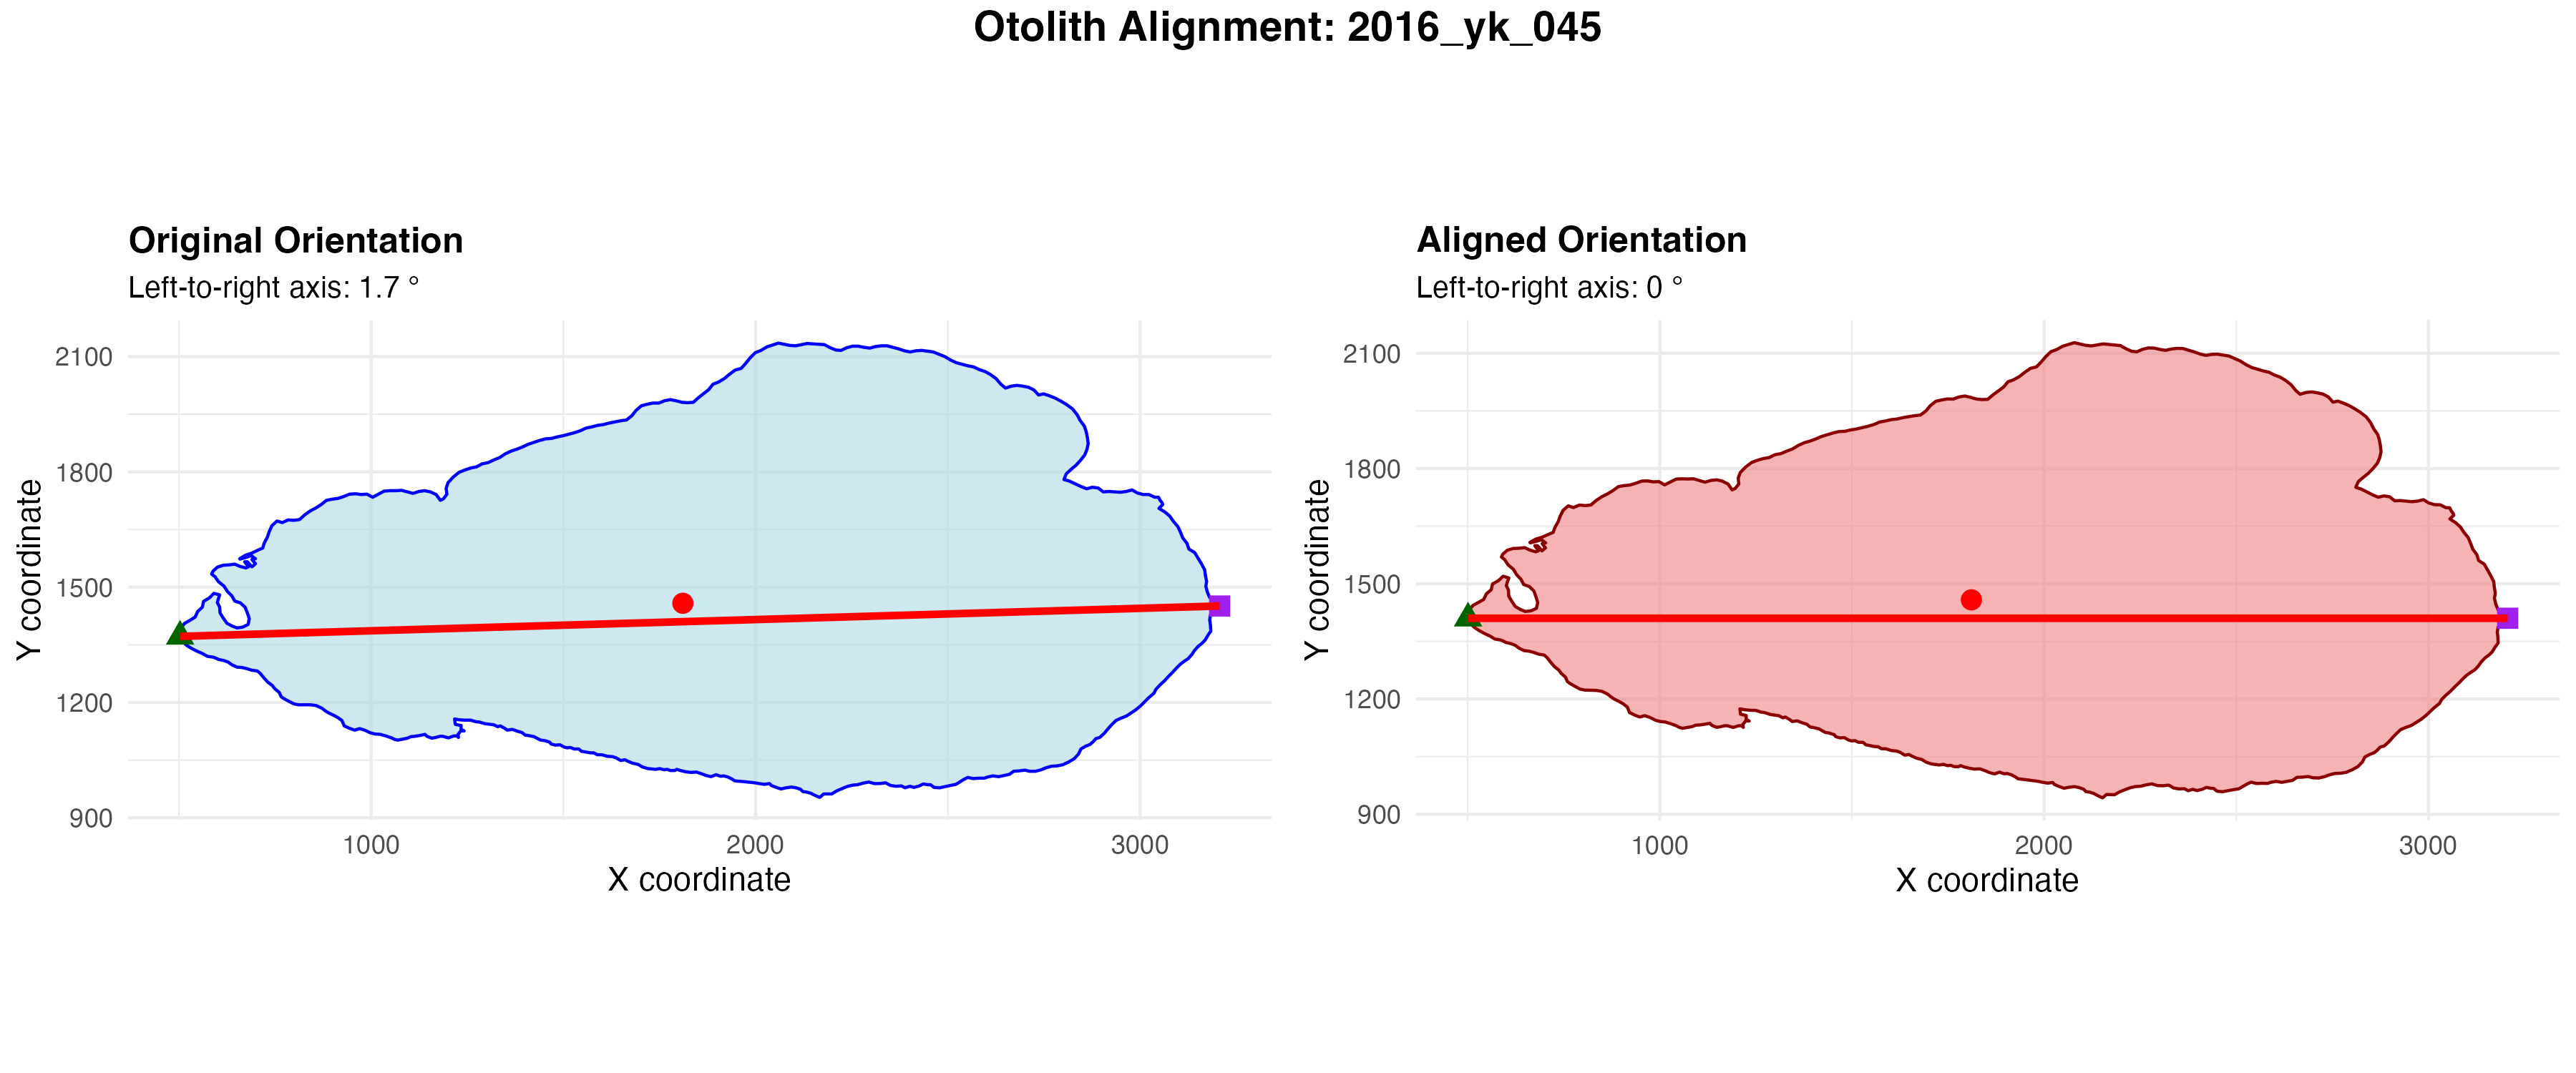 Otolith Alignment: 2016_yk_045
Original Orientation
Left-to-right axis: 1.7 °
2100
1800
1500
1200
900
Y coordinate
1000 2000 3000
X coordinate
Aligned Orientation
Left-to-right axis: 0 °
2100
1800
1500
1200
900
Y coordinate
1000 2000 3000
X coordinate